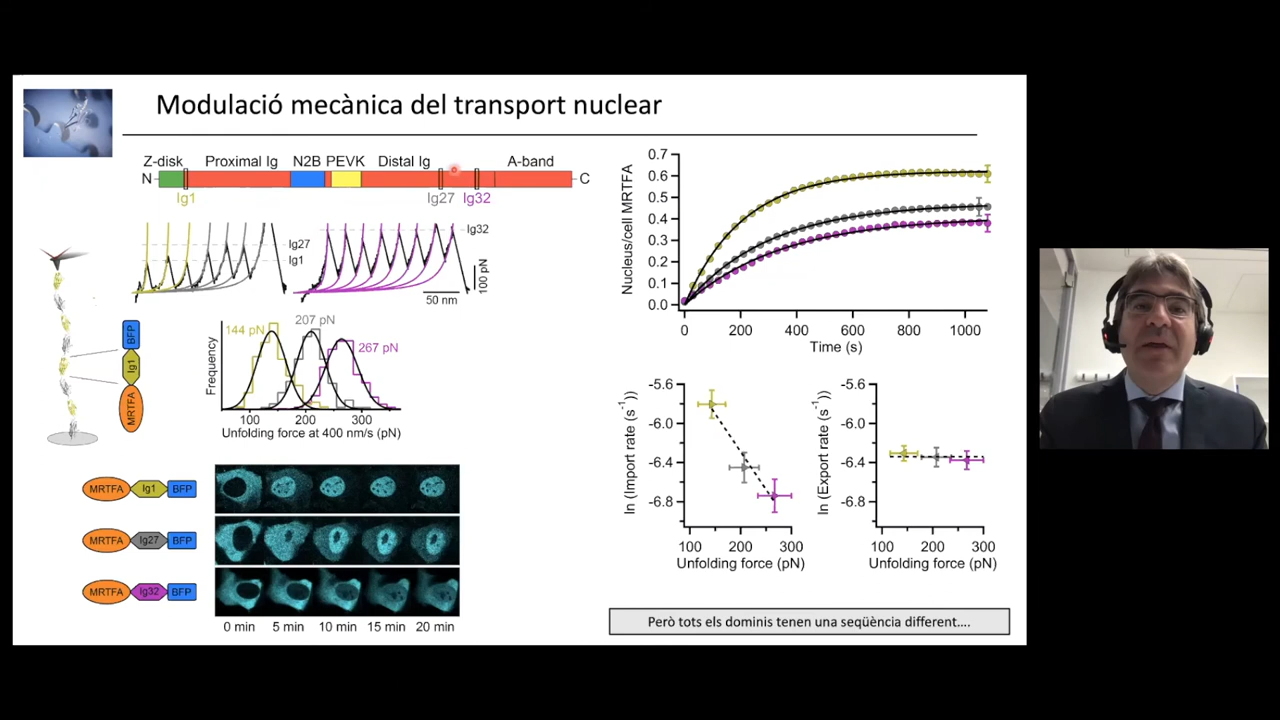 Modulació mecànica del transport nuclear
Z-disk Proximal Ig N2B PEVK Distal Ig A-band
N C
Ig1 Ig27 Ig32
Ig27
Ig1
Ig32
100 pN
50 nm
BFP
Ig1
MRTFA
144 pN 207 pN 267 pN
Frequency
100 200 300
Unfolding force at 400 nm/s (pN)
MRTFA Ig1 BFP
MRTFA Ig27 BFP
MRTFA Ig32 BFP
0 min 5 min 10 min 15 min 20 min
Nucleus/cell MRTFA
0.7
0.6
0.5
0.4
0.3
0.2
0.1
0.0
0 200 400 600 800 1000
Time (s)
ln (Import rate (s⁻¹))
-5.6
-6.0
-6.4
-6.8
100 200 300
Unfolding force (pN)
ln (Export rate (s⁻¹))
-5.6
-6.0
-6.4
-6.8
100 200 300
Unfolding force (pN)
Però tots els dominis tenen una seqüència different....